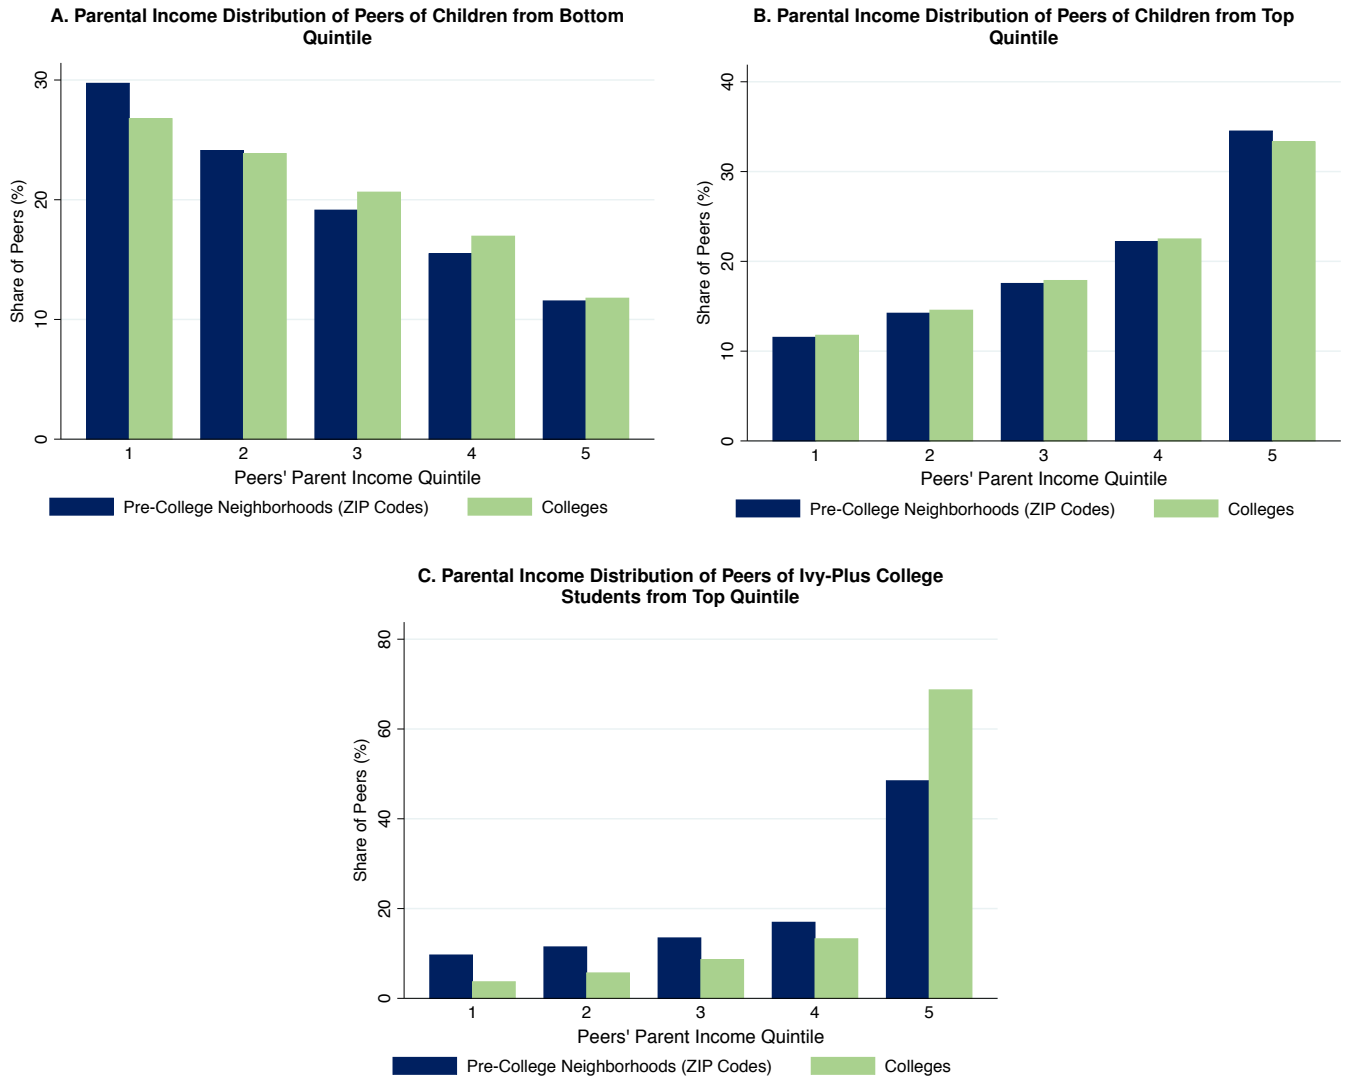 A. Parental Income Distribution of Peers of Children from Bottom
Quintile
Share of Peers (%)
30
20
10
0
1 2 3 4 5
Peers' Parent Income Quintile
Pre-College Neighborhoods (ZIP Codes) Colleges
B. Parental Income Distribution of Peers of Children from Top
Quintile
Share of Peers (%)
40
30
20
10
0
1 2 3 4 5
Peers' Parent Income Quintile
Pre-College Neighborhoods (ZIP Codes) Colleges
C. Parental Income Distribution of Peers of Ivy-Plus College
Students from Top Quintile
Share of Peers (%)
80
60
40
20
0
1 2 3 4 5
Peers' Parent Income Quintile
Pre-College Neighborhoods (ZIP Codes) Colleges